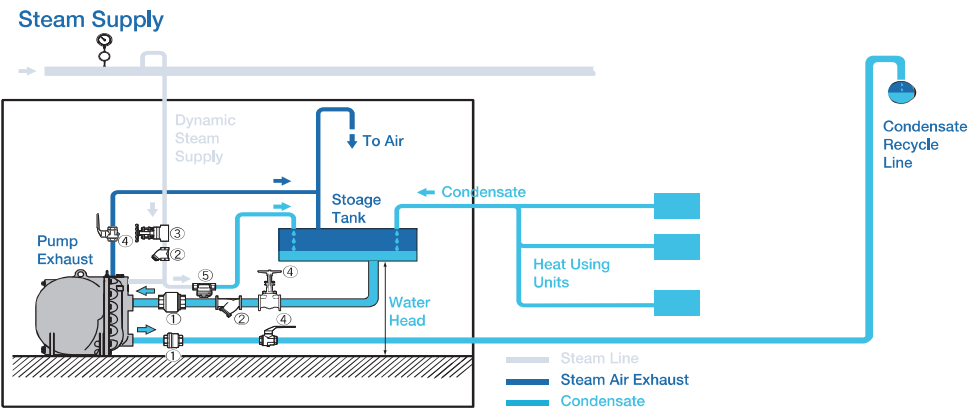 Steam Supply
Dynamic
Steam
Supply
To Air
Condensate
Recycle
Line
Stoage
Tank
Condensate
④
③
②
Pump
Exhaust
⑤
④
Heat Using
Units
①
②
④
Water
Head
①
Steam Line
Steam Air Exhaust
Condensate